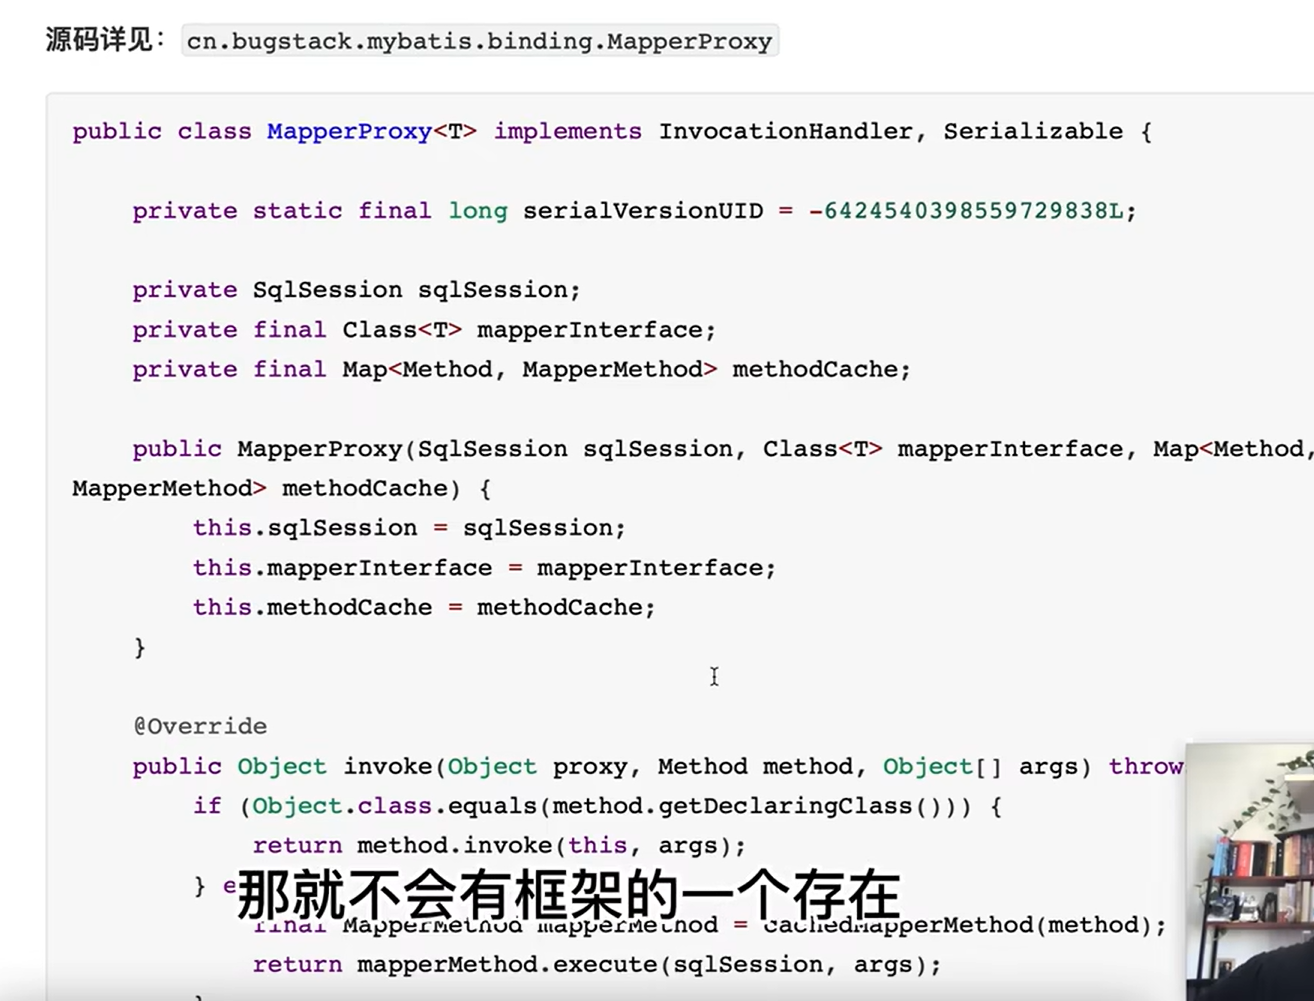 源码详见： cn.bugstack.mybatis.binding.MapperProxy
public class MapperProxy<T> implements InvocationHandler, Serializable {
private static final long serialVersionUID = -6424540398559729838L;
private SqlSession sqlSession;
private final Class<T> mapperInterface;
private final Map<Method, MapperMethod> methodCache;
public MapperProxy(SqlSession sqlSession, Class<T> mapperInterface, Map<Method,
MapperMethod> methodCache) {
this.sqlSession = sqlSession;
this.mapperInterface = mapperInterface;
this.methodCache = methodCache;
}
@Override
public Object invoke(Object proxy, Method method, Object[] args) throw
if (Object.class.equals(method.getDeclaringClass())) {
return method.invoke(this, args);
} e
那就不会有框架的一个存在
final MapperMethod mapperMethod = cachedMapperMethod(method);
return mapperMethod.execute(sqlSession, args);
}